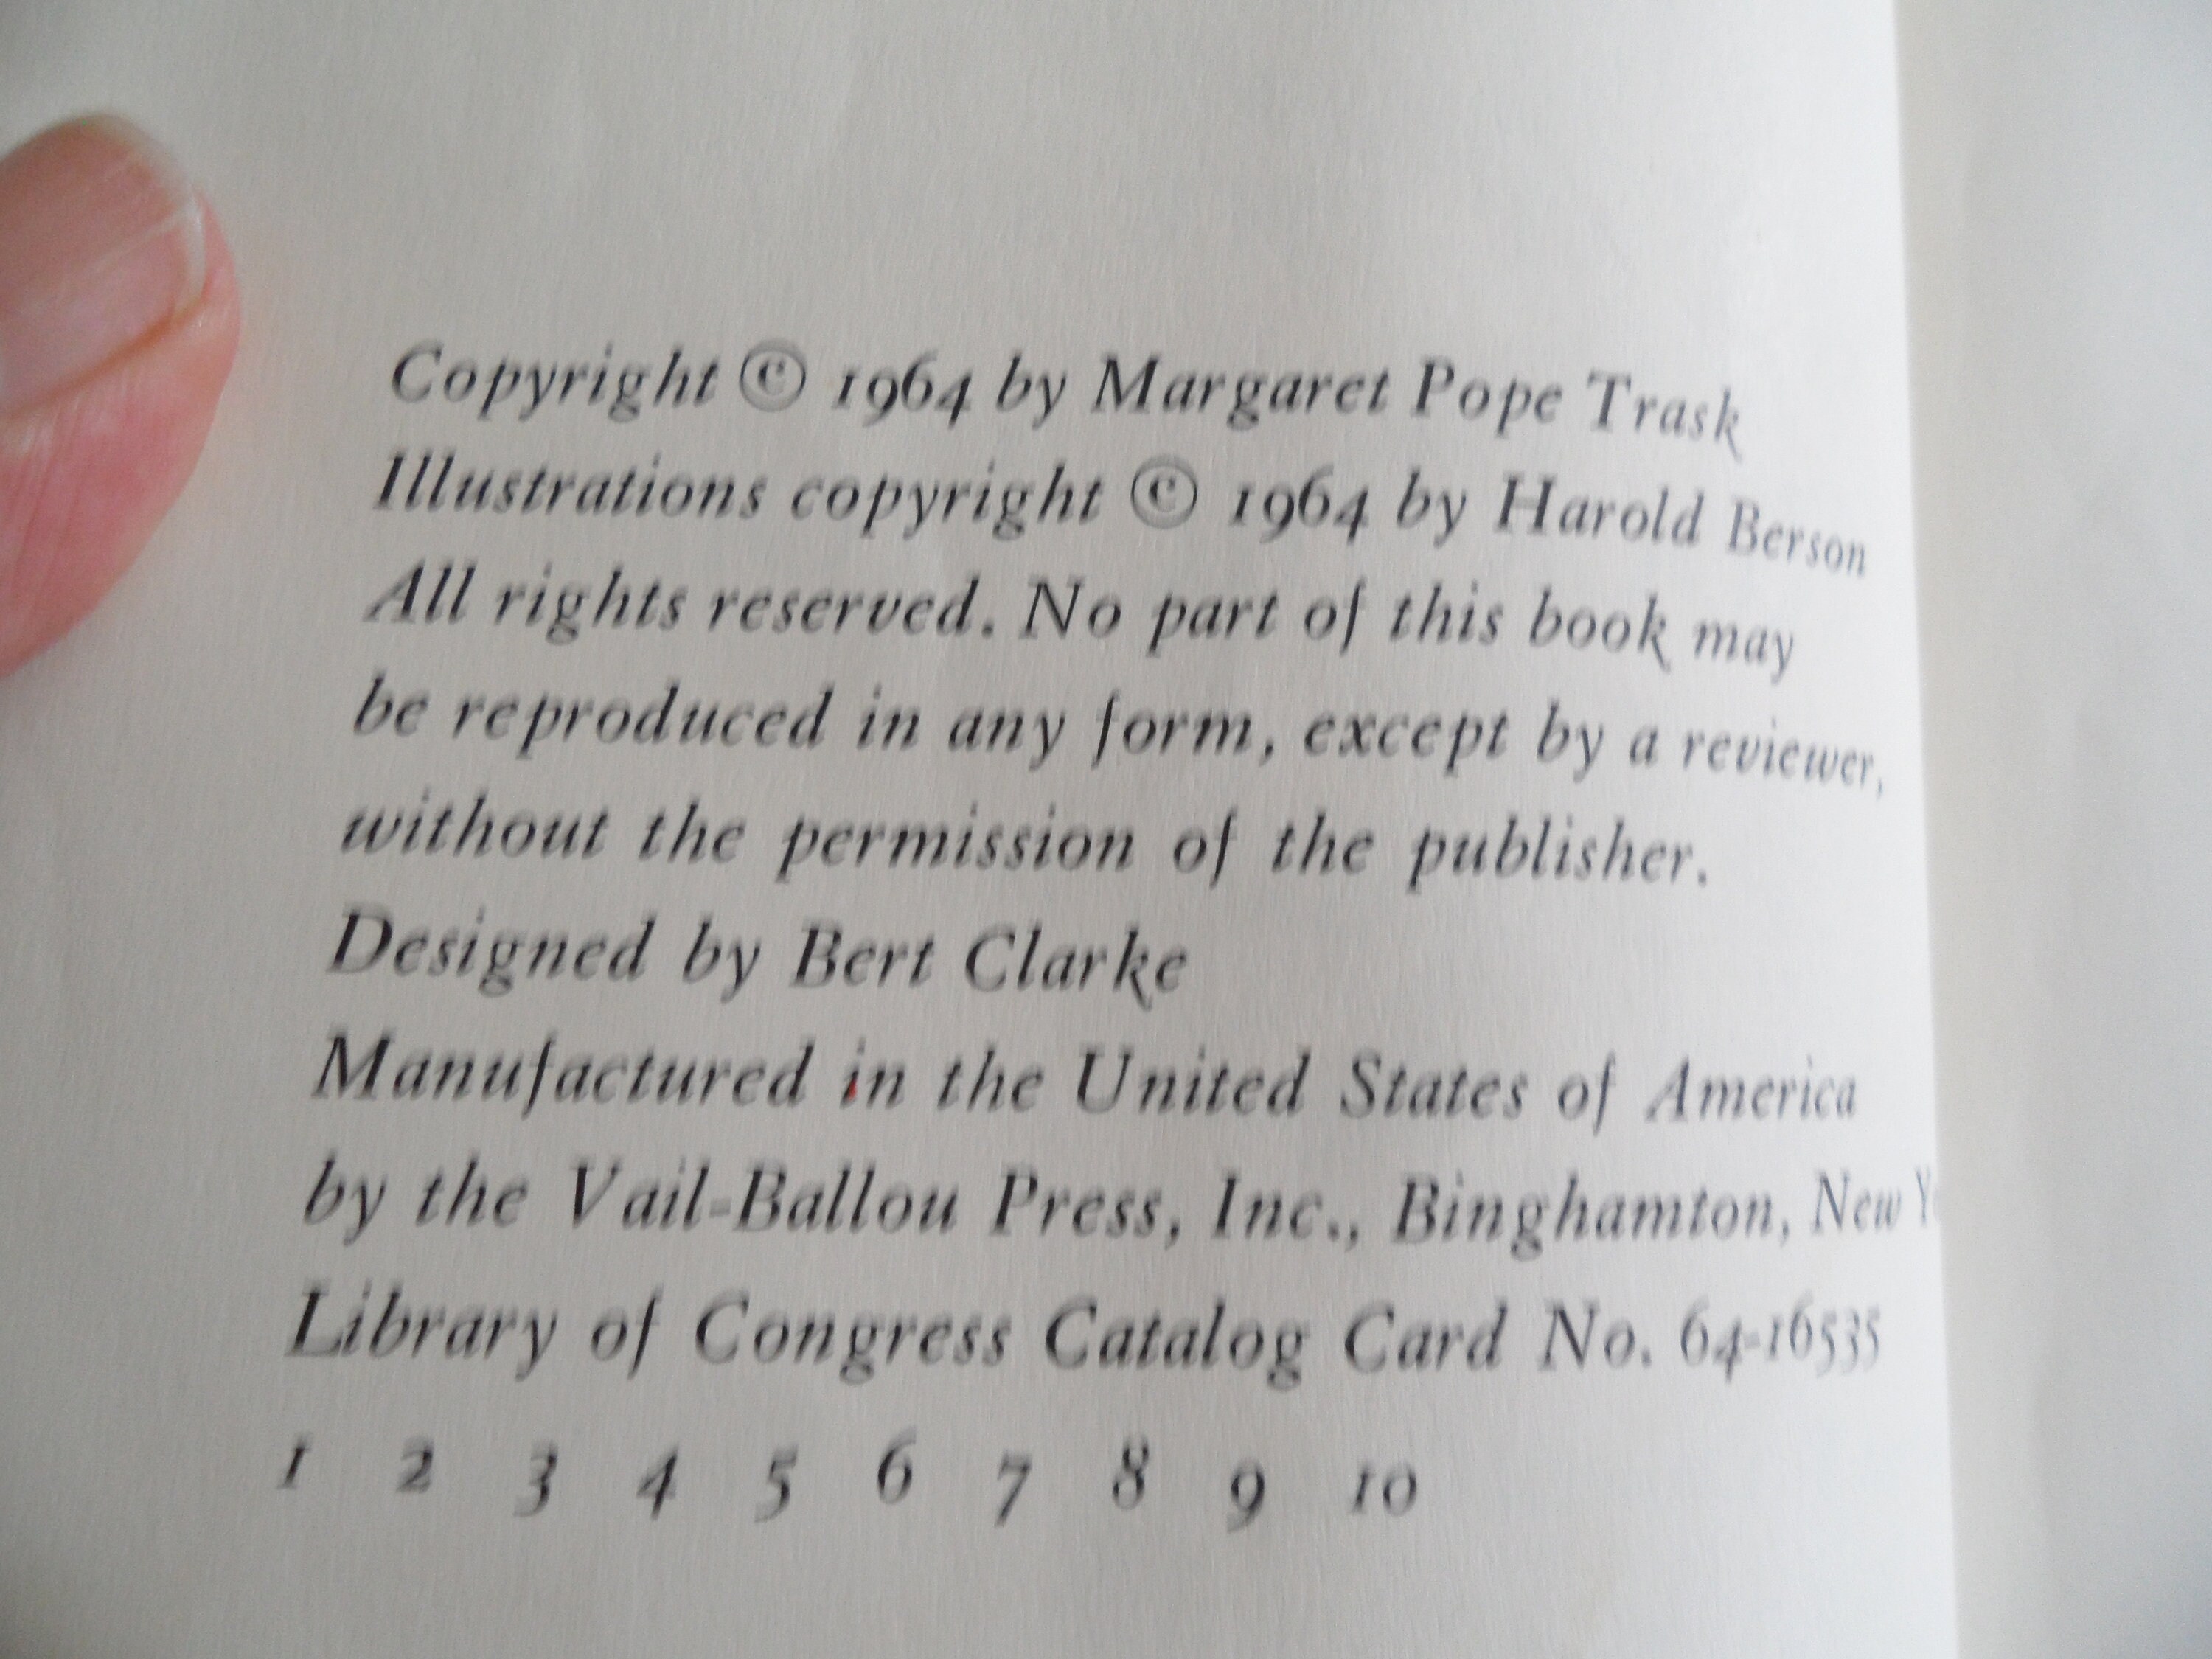 Copyright © 1964 by Margaret Pope Trask
Illustrations copyright © 1964 by Harold Berson
All rights reserved. No part of this book may
be reproduced in any form, except by a reviewer,
without the permission of the publisher.
Designed by Bert Clarke
Manufactured in the United States of America
by the Vail-Ballou Press, Inc., Binghamton, New
Library of Congress Catalog Card No. 64-16535
1 2 3 4 5 6 7 8 9 10